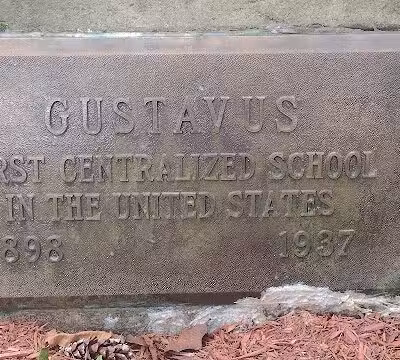 GUSTAVUS
RST CENTRALIZED SCHOOL
IN THE UNITED STATES
898 1937